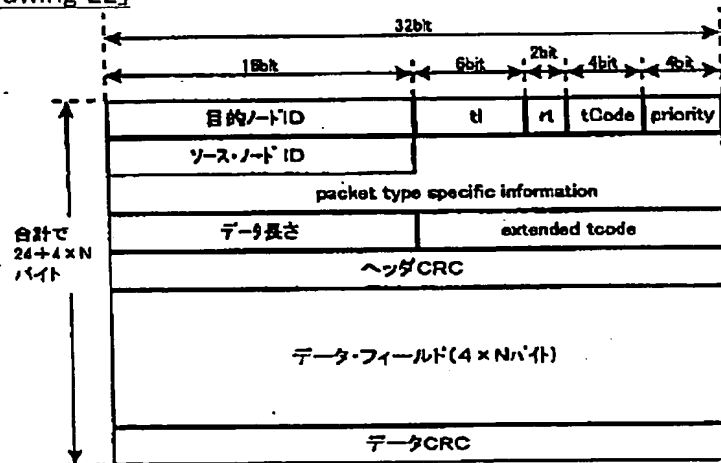 32bit
16bit 6bit 2bit 4bit 4bit
目的ノードID tl rt tCode priority
ソース・ノードID
packet type specific information
データ長さ extended tcode
合計で
24+4×N
バイト
ヘッダCRC
データ・フィールド(4×Nバイト)
データCRC